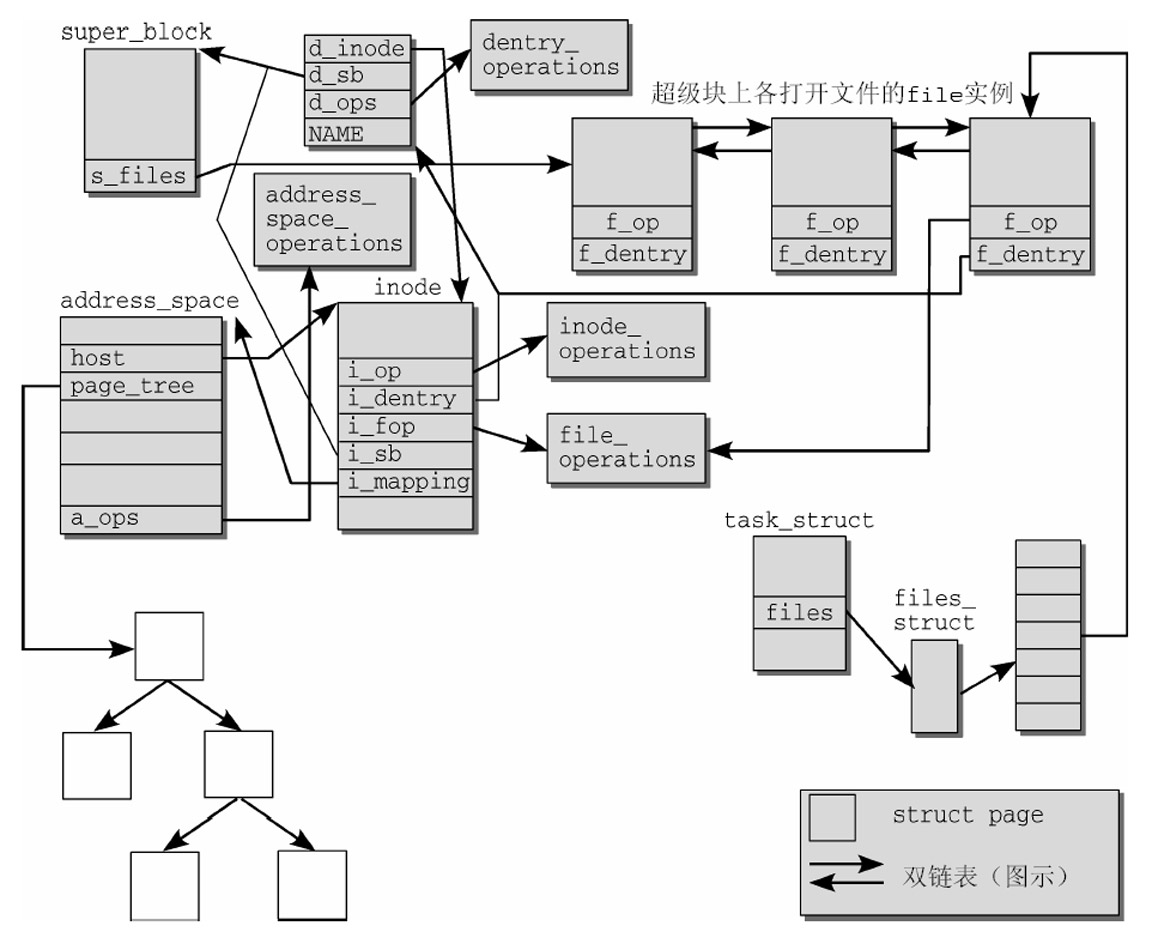 super_block
s_files
d_inode
d_sb
d_ops
NAME
dentry_
operations
超级块上各打开文件的file实例
f_op
f_dentry
f_op
f_dentry
f_op
f_dentry
address_
space_
operations
address_space
host
page_tree
a_ops
inode
i_op
i_dentry
i_fop
i_sb
i_mapping
inode_
operations
file_
operations
task_struct
files
files_
struct
struct page
双链表（图示）